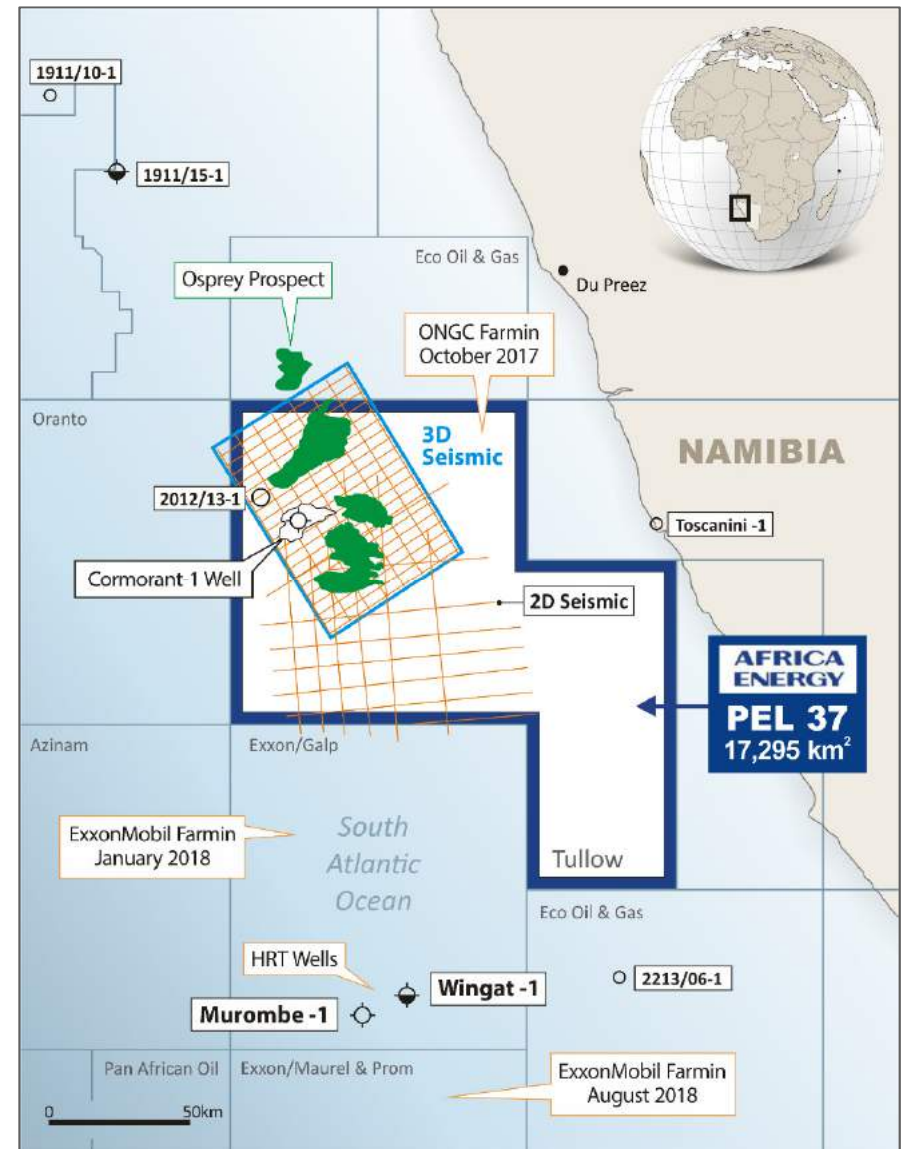 1911/10-1
1911/15-1
Eco Oil & Gas
Osprey Prospect
Du Preez
ONGC Farmin
October 2017
Oranto
3D
Seismic
NAMIBIA
2012/13-1
Toscanini -1
Cormorant-1 Well
2D Seismic
AFRICA
ENERGY
PEL 37
17,295 km²
Azinam
Exxon/Galp
ExxonMobil Farmin
January 2018
South
Atlantic
Ocean
Tullow
Eco Oil & Gas
HRT Wells
Wingat -1
2213/06-1
Murombe -1
Pan African Oil
Exxon/Maurel & Prom
ExxonMobil Farmin
August 2018
0 50km